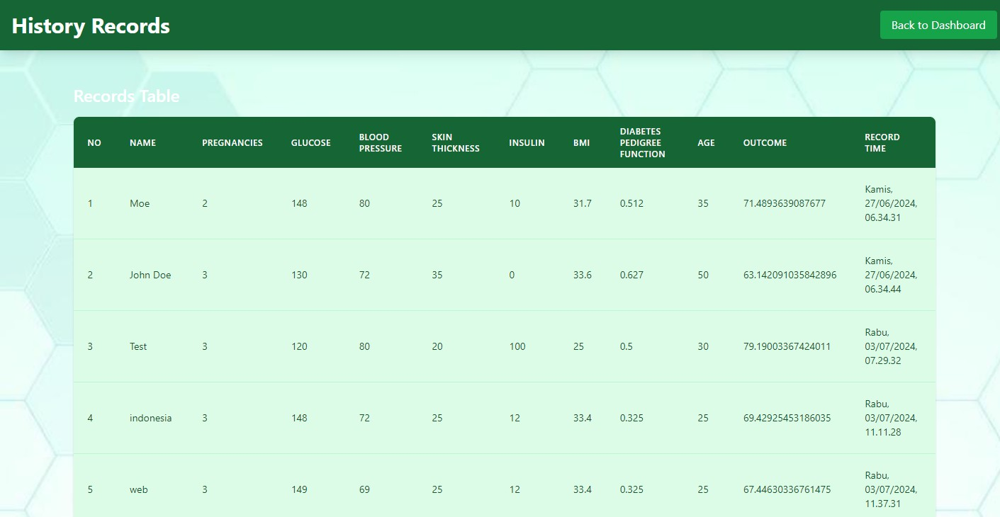 History Records
Back to Dashboard
Records Table
NO NAME PREGNANCIES GLUCOSE BLOOD PRESSURE SKIN THICKNESS INSULIN BMI DIABETES PEDIGREE FUNCTION AGE OUTCOME RECORD TIME
1 Moe 2 148 80 25 10 31.7 0.512 35 71.4893639087677 Kamis, 27/06/2024, 06.34.31
2 John Doe 3 130 72 35 0 33.6 0.627 50 63.142091035842896 Kamis, 27/06/2024, 06.34.44
3 Test 3 120 80 20 100 25 0.5 30 79.19003367424011 Rabu, 03/07/2024, 07.29.32
4 indonesia 3 148 72 25 12 33.4 0.325 25 69.42925453186035 Rabu, 03/07/2024, 11.11.28
5 web 3 149 69 25 12 33.4 0.325 25 67.44630336761475 Rabu, 03/07/2024, 11.37.31